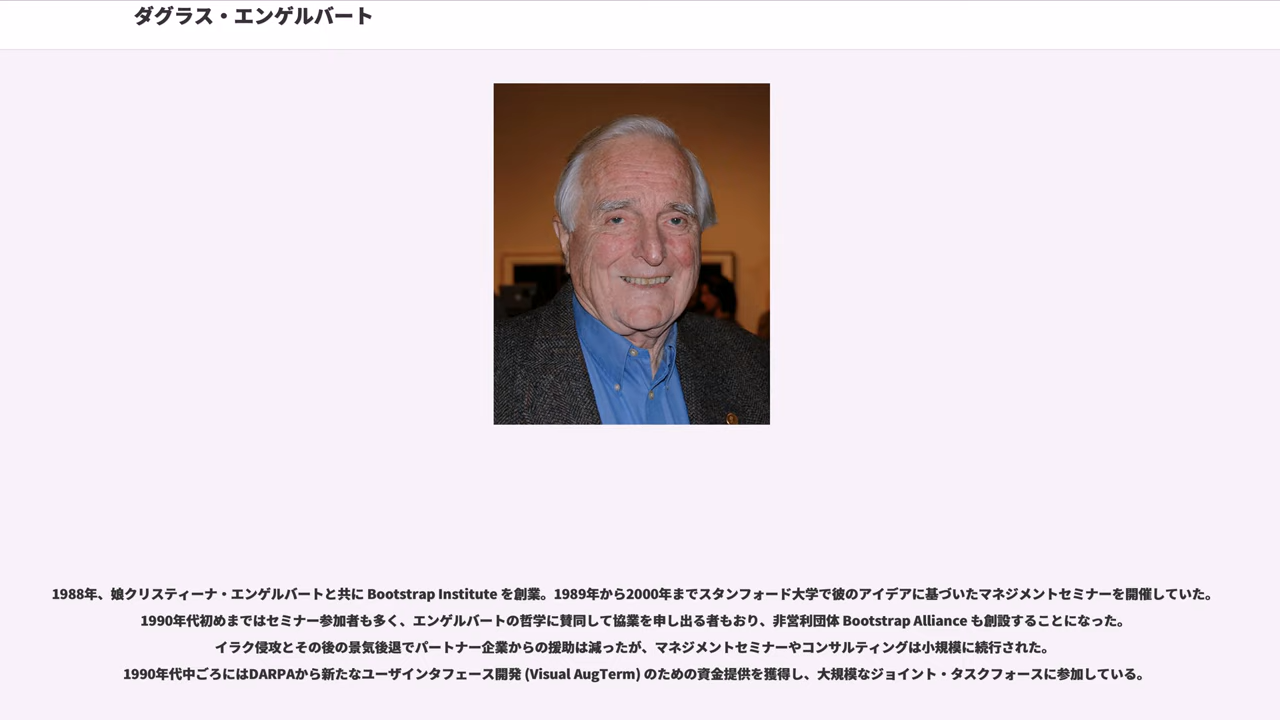 ダグラス・エンゲルバート
1988年、娘クリスティーナ・エンゲルバートと共に Bootstrap Institute を創業。1989年から2000年までスタンフォード大学で彼のアイデアに基づいたマネジメントセミナーを開催していた。
1990年代初めまではセミナー参加者も多く、エンゲルバートの哲学に賛同して協業を申し出る者もおり、非営利団体 Bootstrap Alliance も創設することになった。
イラク侵攻とその後の景気後退でパートナー企業からの援助は減ったが、マネジメントセミナーやコンサルティングは小規模に続行された。
1990年代中ごろにはDARPAから新たなユーザインタフェース開発 (Visual AugTerm) のための資金提供を獲得し、大規模なジョイント・タスクフォースに参加している。